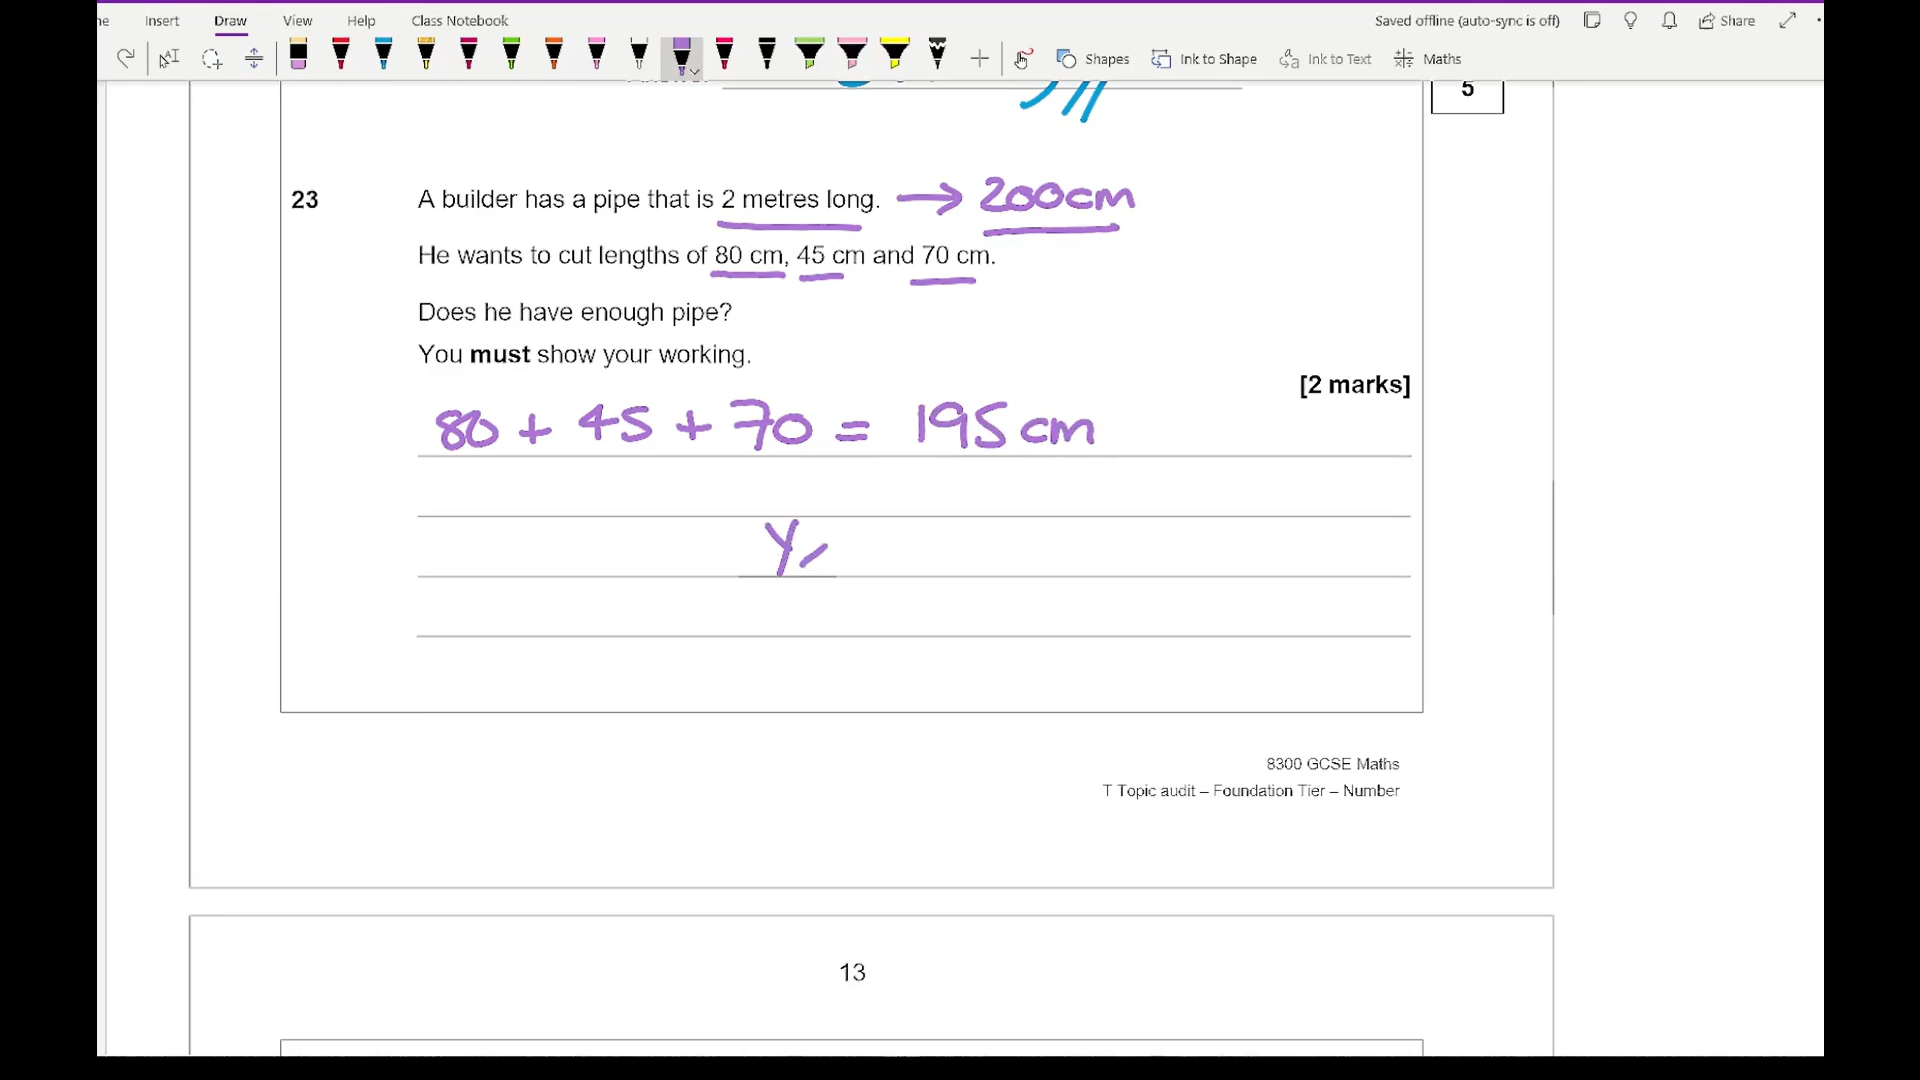 Insert Draw View Help Class Notebook Saved offline (auto-sync is off) Share
Shapes Ink to Shape Ink to Text Maths
5
23 A builder has a pipe that is 2 metres long. → 200cm
He wants to cut lengths of 80 cm, 45 cm and 70 cm.
Does he have enough pipe?
You must show your working.
[2 marks]
80 + 45 + 70 = 195 cm
8300 GCSE Maths
T Topic audit – Foundation Tier – Number
13